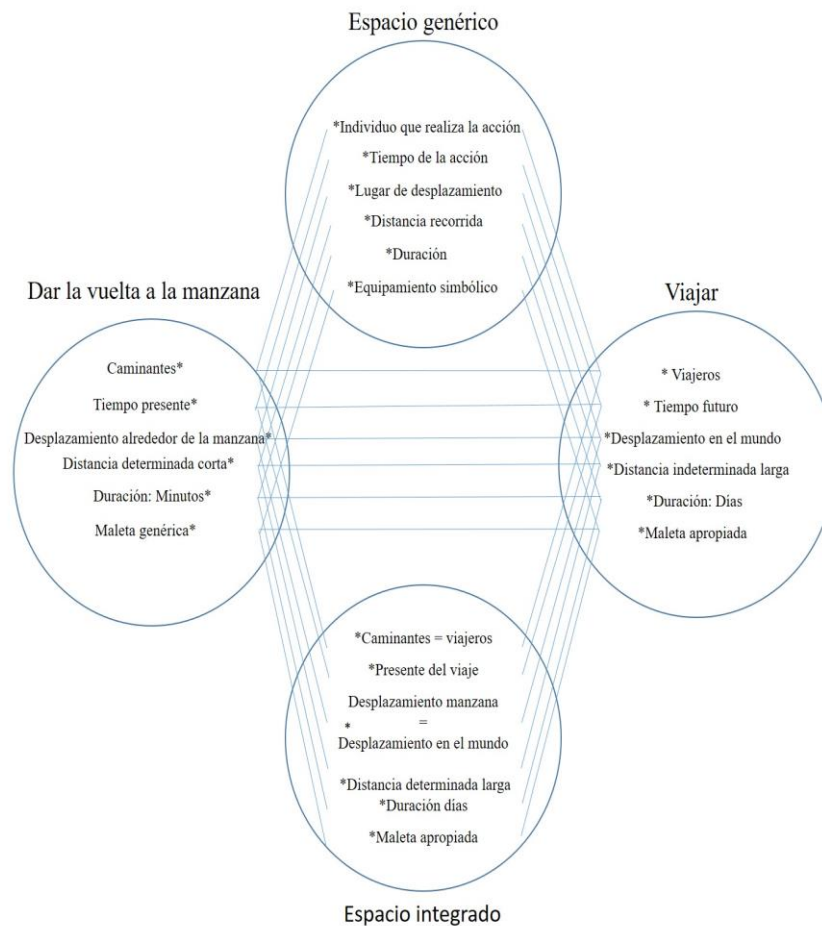 Espacio genérico
*Individuo que realiza la acción
*Tiempo de la acción
*Lugar de desplazamiento
*Distancia recorrida
*Duración
*Equipamiento simbólico
Dar la vuelta a la manzana
Caminantes*
Tiempo presente*
Desplazamiento alrededor de la manzana*
Distancia determinada corta*
Duración: Minutos*
Maleta genérica*
Viajar
* Viajeros
* Tiempo futuro
*Desplazamiento en el mundo
*Distancia indeterminada larga
*Duración: Días
*Maleta apropiada
*Caminantes = viajeros
*Presente del viaje
Desplazamiento manzana
* =
Desplazamiento en el mundo
*Distancia determinada larga
*Duración días
*Maleta apropiada
Espacio integrado